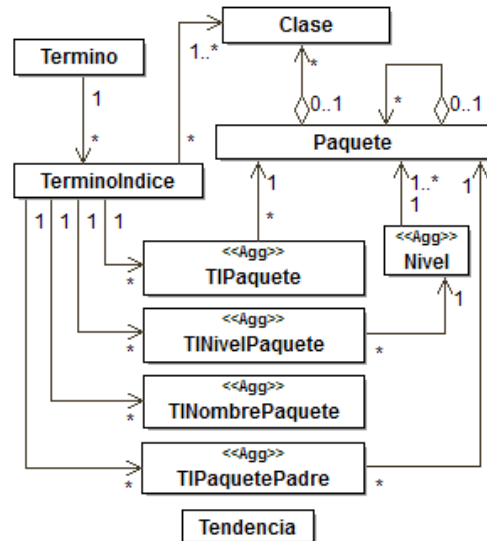 Clase
1..*
*
Termino
0..1
*
0..1
1
Paquete
*
*
TerminoIndice
1
1..*
1
1
1
1
1
1
*
<<Agg>>
Nivel
<<Agg>>
TIPaquete
*
1
<<Agg>>
TINivelPaquete
*
*
<<Agg>>
TINombrePaquete
*
<<Agg>>
TIPaquetePadre
*
*
Tendencia